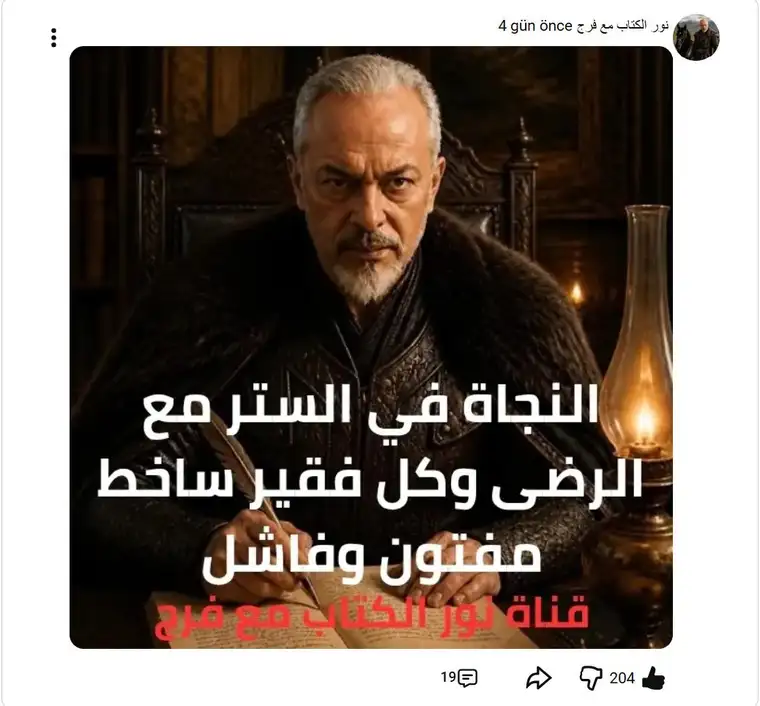 نور الكتاب مع فرج 4 gün önce
النجاة في الستر مع
الرضى وكل فقير ساخط
مفتون وفاشل
قناة نور الكتاب مع فرج
19 204